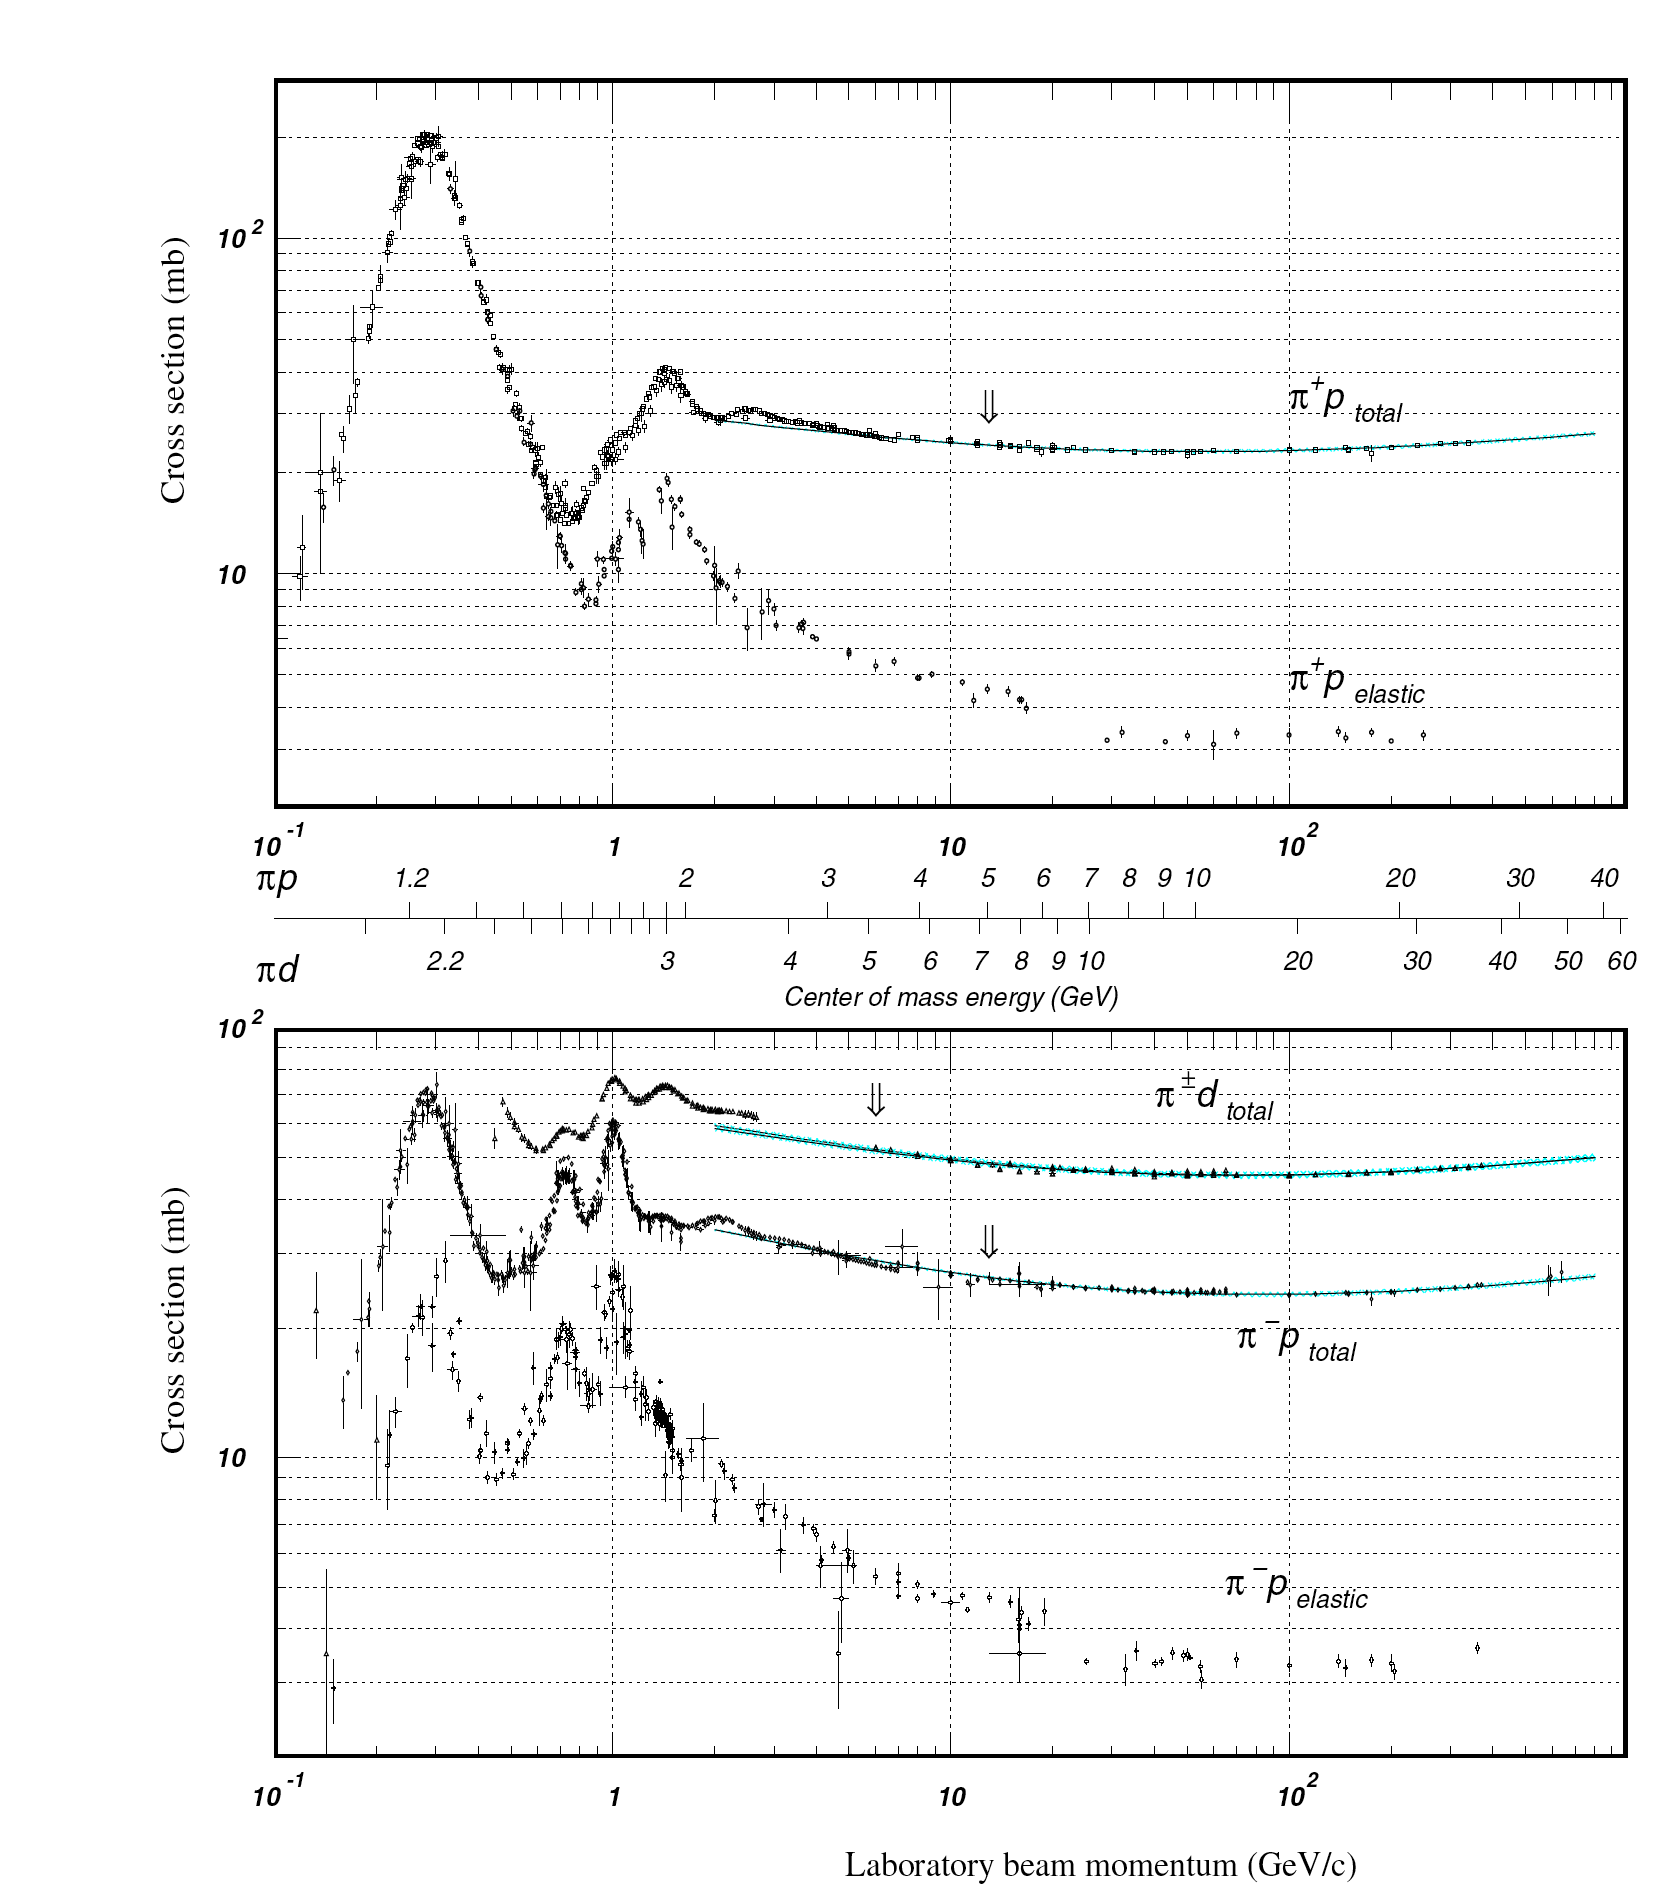 Cross section (mb)
10²
10
⇓
π⁺p total
π⁺p elastic
10⁻¹ 1 10 10²
πp 1.2 2 3 4 5 6 7 8 9 10 20 30 40
πd 2.2 3 4 5 6 7 8 9 10 20 30 40 50 60
Center of mass energy (GeV)
Cross section (mb)
10²
10
⇓ ⇓
π±d total
π⁻p total
π⁻p elastic
10⁻¹ 1 10 10²
Laboratory beam momentum (GeV/c)